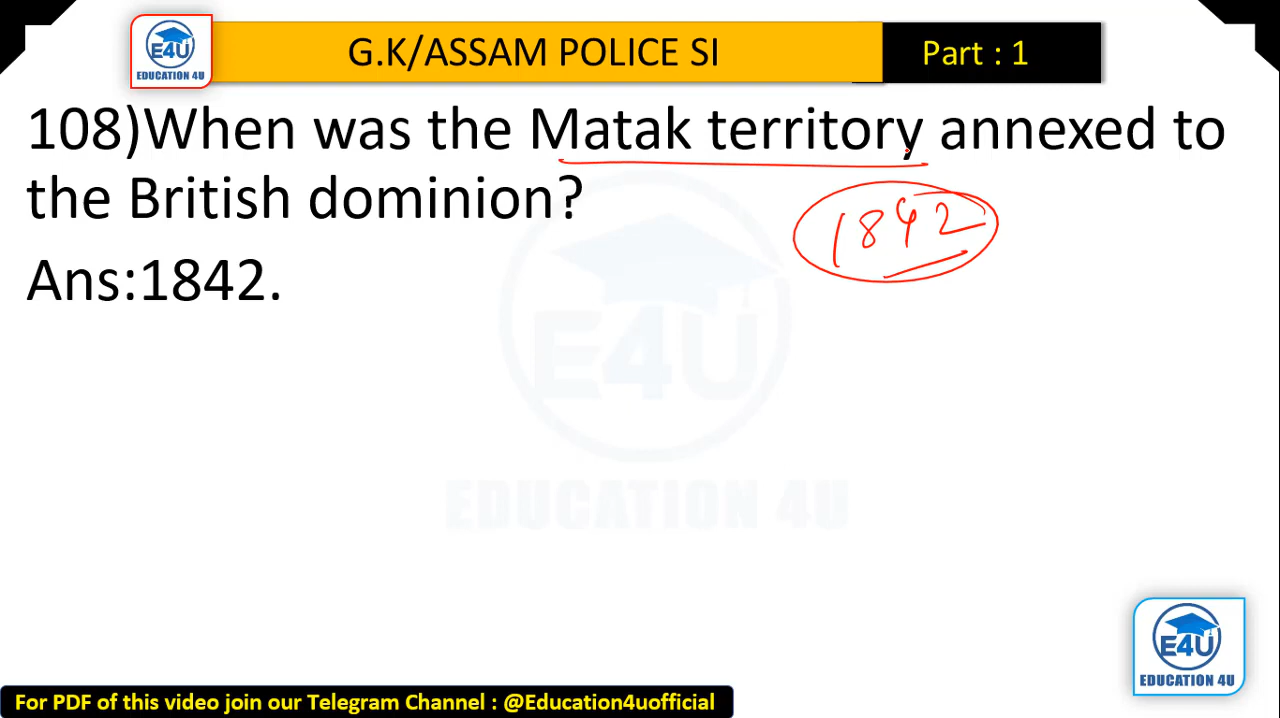 E4U
EDUCATION 4U
G.K/ASSAM POLICE SI
Part : 1
108)When was the Matak territory annexed to
the British dominion?
1842
Ans:1842.
E4U
EDUCATION 4U
E4U
EDUCATION 4U
For PDF of this video join our Telegram Channel : @Education4uofficial